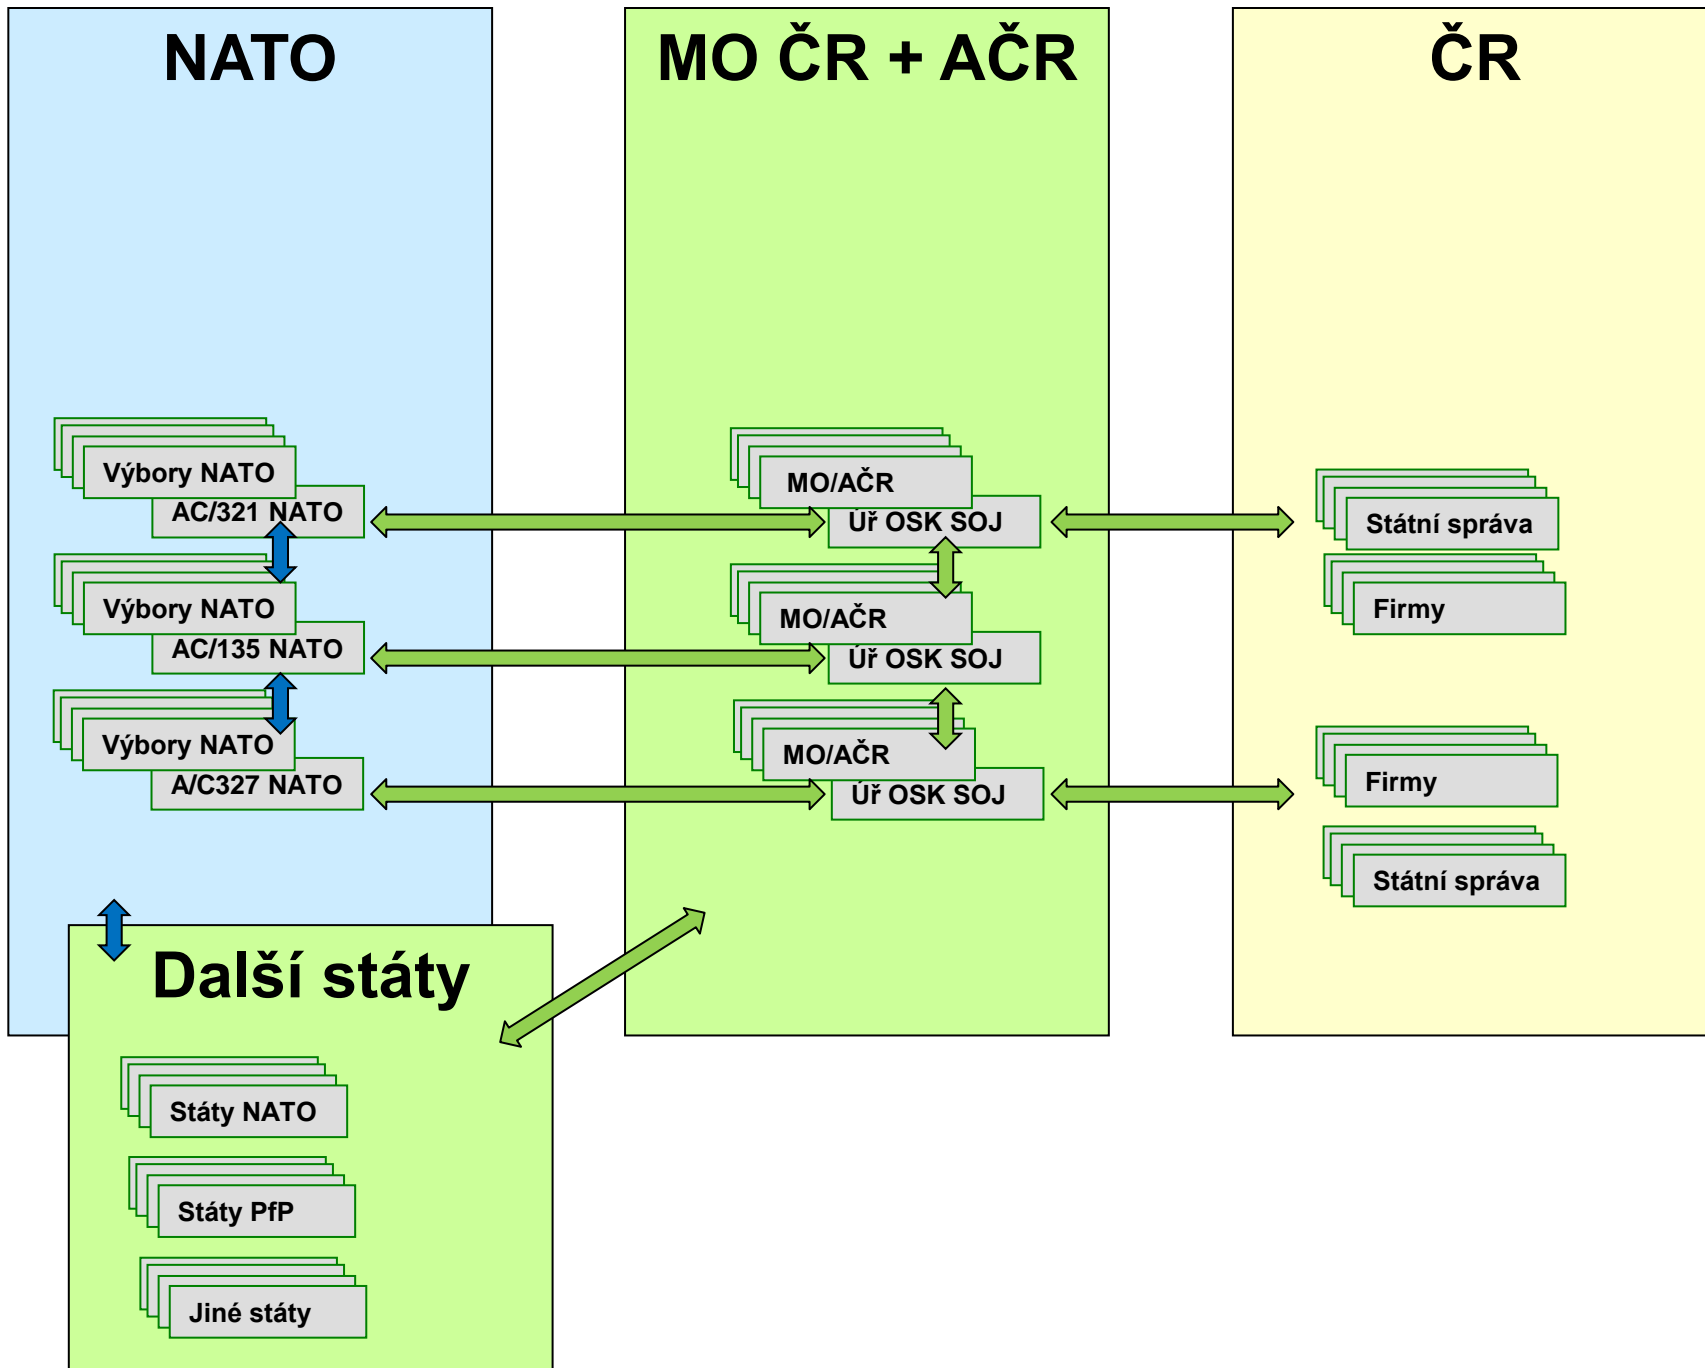 NATO
MO ČR + AČR
ČR
Výbory NATO
AC/321 NATO
Výbory NATO
AC/135 NATO
Výbory NATO
A/C327 NATO
MO/AČR
Úř OSK SOJ
MO/AČR
Úř OSK SOJ
MO/AČR
Úř OSK SOJ
Státní správa
Firmy
Firmy
Státní správa
Další státy
Státy NATO
Státy PfP
Jiné státy